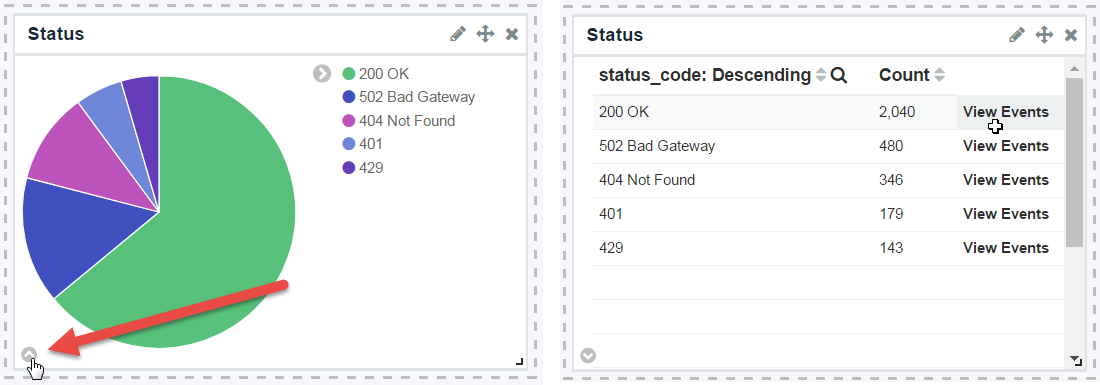 Status
200 OK
502 Bad Gateway
404 Not Found
401
429
Status
status_code: Descending Count
200 OK 2,040 View Events
502 Bad Gateway 480 View Events
404 Not Found 346 View Events
401 179 View Events
429 143 View Events